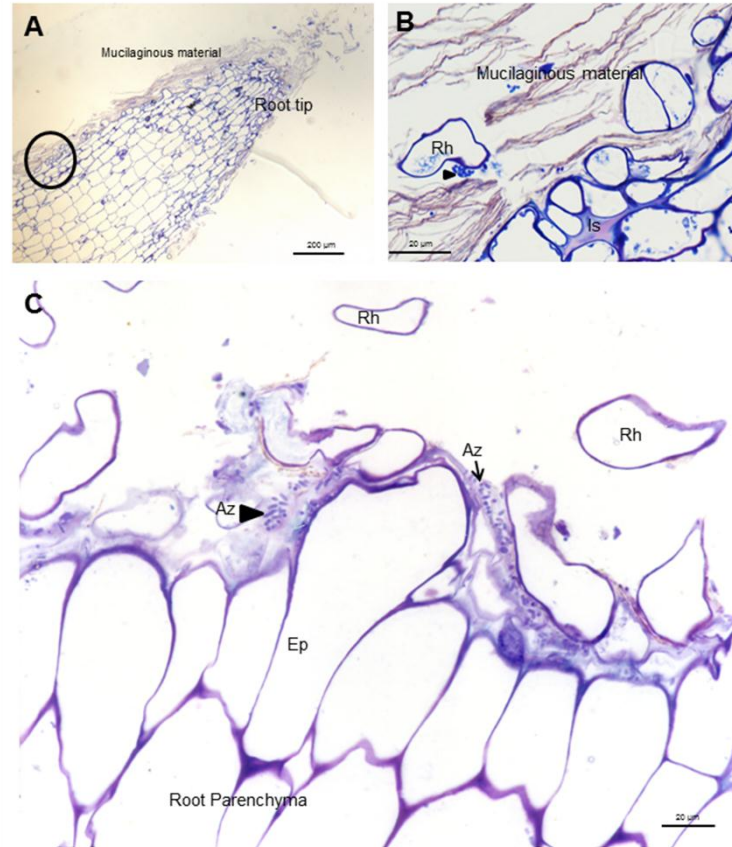 A
Mucilaginous material
Root tip
200 µm
B
Mucilaginous material
Rh
Is
20 µm
C
Rh
Rh
Az
Az
Ep
Root Parenchyma
20 µm